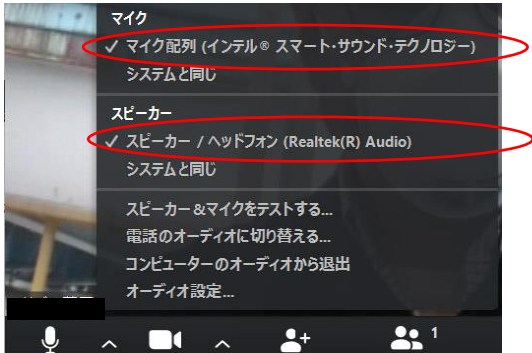 マイク
✓ マイク配列 (インテル® スマート・サウンド・テクノロジー)
システムと同じ
スピーカー
✓ スピーカー / ヘッドフォン (Realtek(R) Audio)
システムと同じ
スピーカー&マイクをテストする...
電話のオーディオに切り替える...
コンピューターのオーディオから退出
オーディオ設定...
1